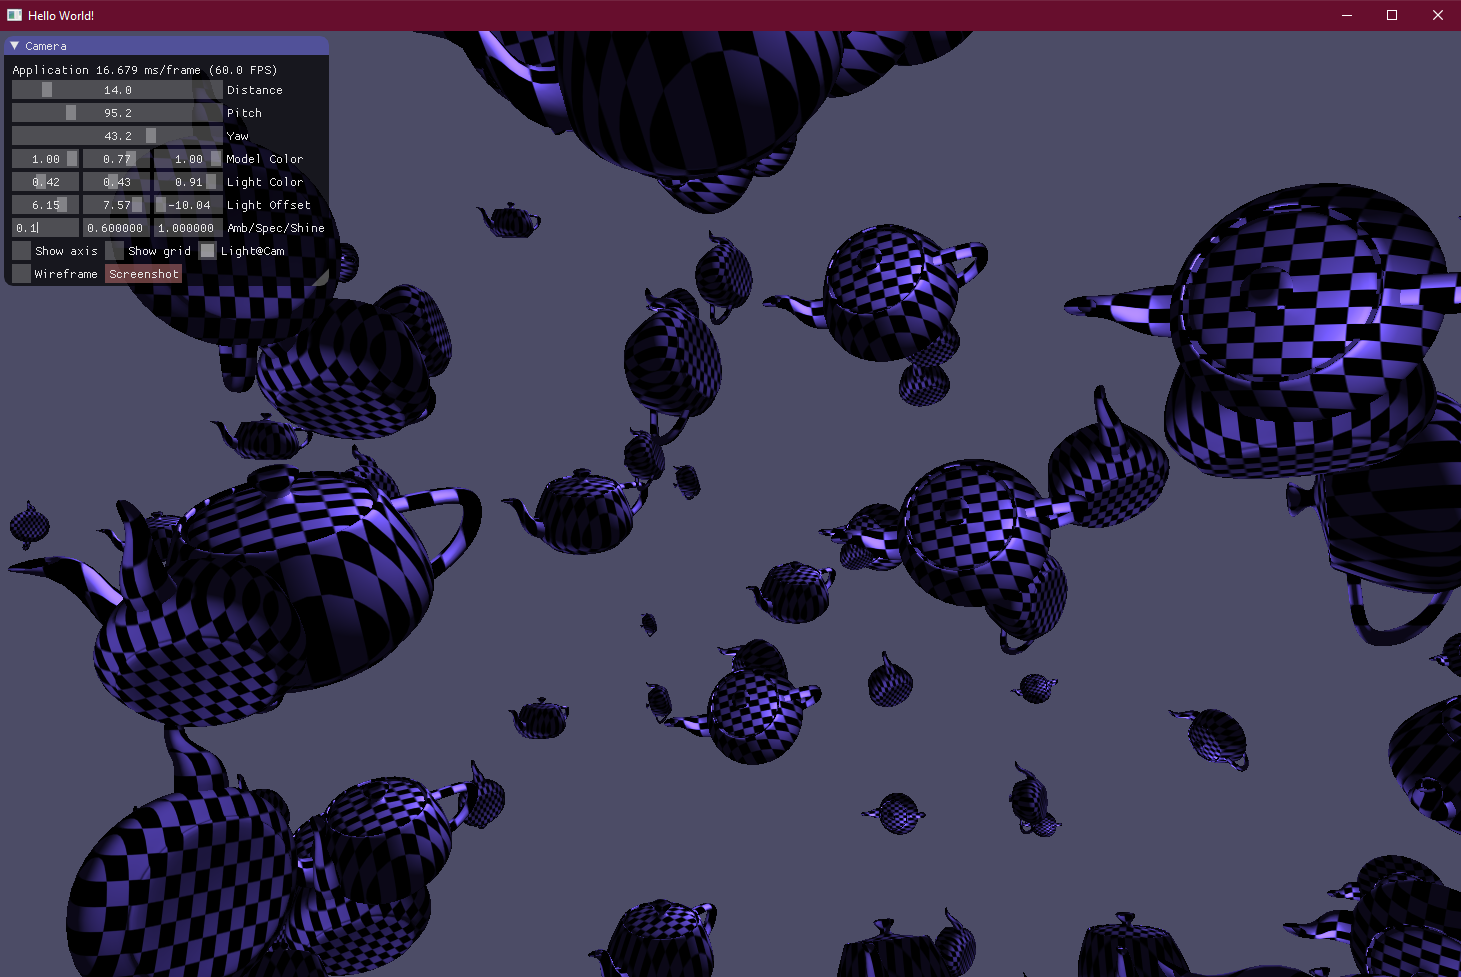 Hello World!
Camera
Application 16.679 ms/frame (60.0 FPS)
14.0 Distance
95.2 Pitch
43.2 Yaw
1.00 0.77 1.00 Model Color
0.42 0.43 0.91 Light Color
6.15 7.57 -10.04 Light Offset
0.1 0.600000 1.000000 Amb/Spec/Shine
Show axis Show grid Light@Cam
Wireframe Screenshot